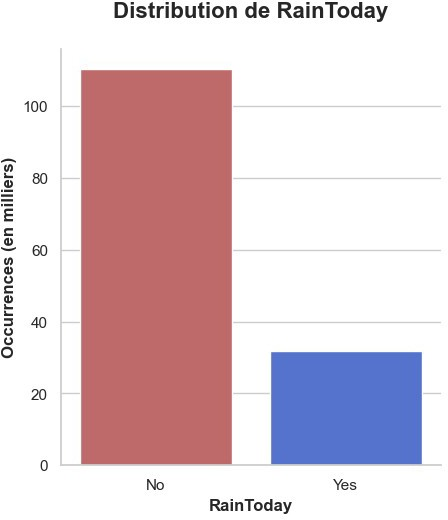 Distribution de RainToday
Occurrences (en milliers)
100
80
60
40
20
0
No
Yes
RainToday